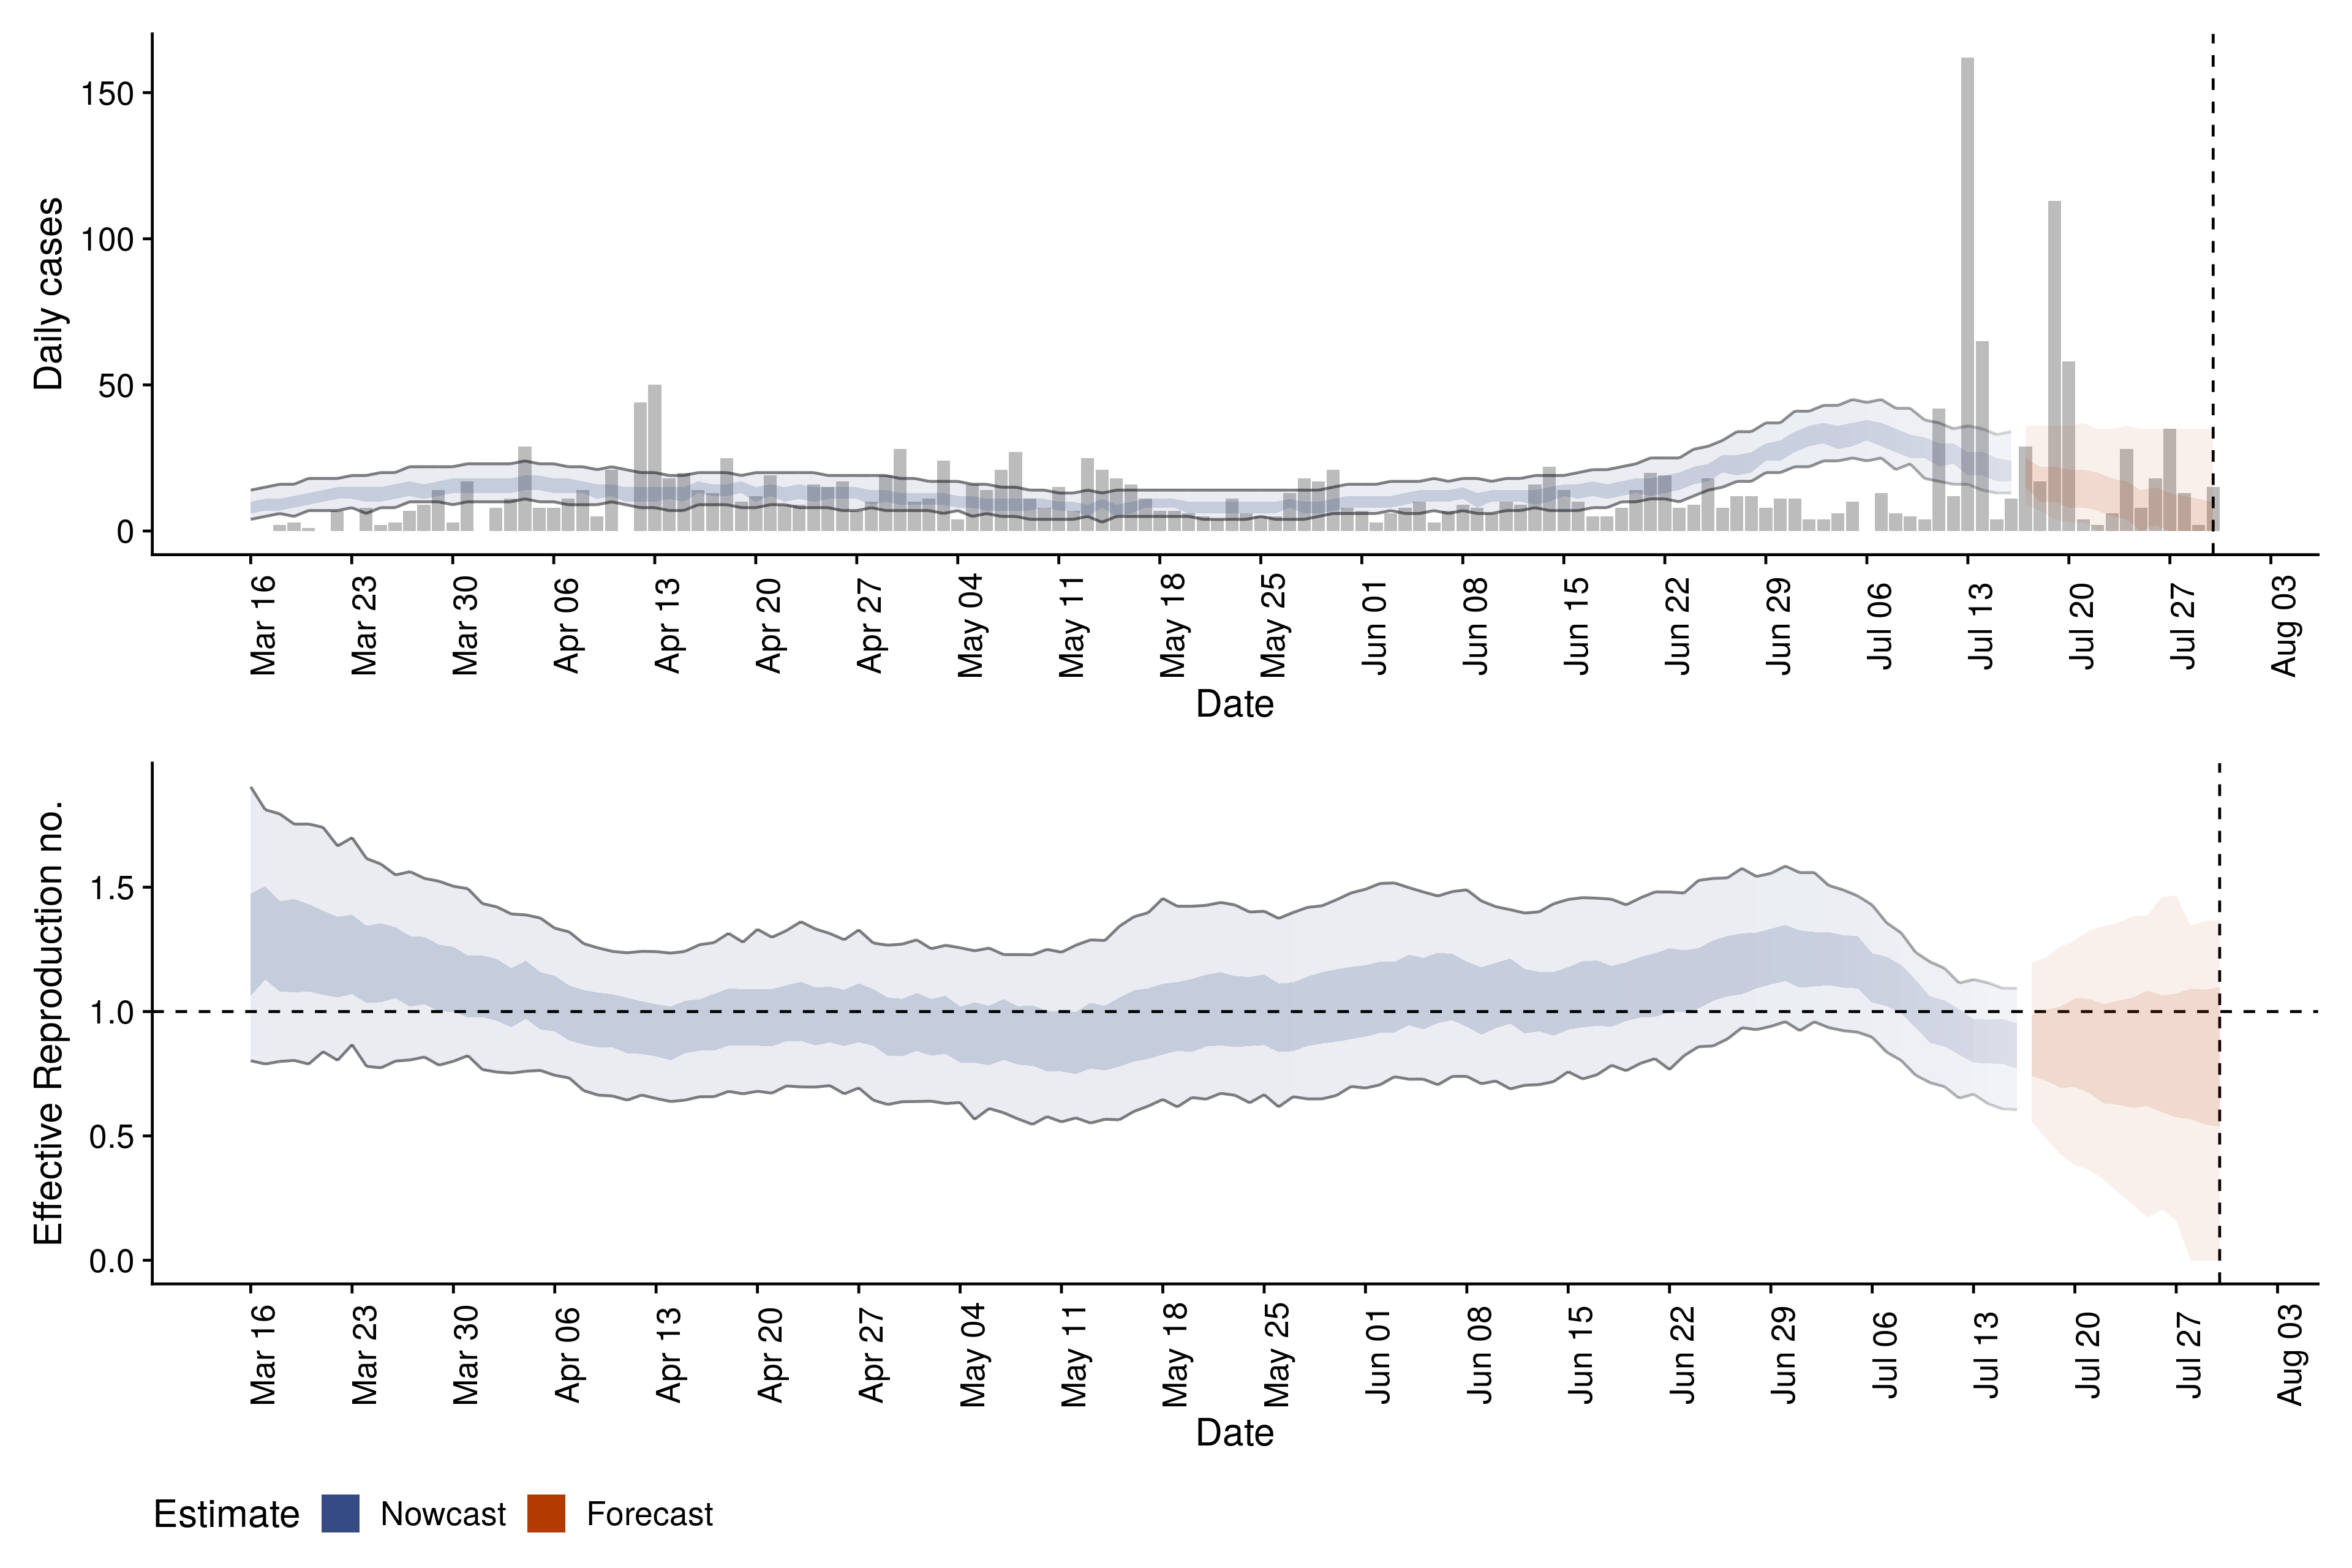 Daily cases
150
100
50
0
Mar 16
Mar 23
Mar 30
Apr 06
Apr 13
Apr 20
Apr 27
May 04
May 11
May 18
May 25
Jun 01
Jun 08
Jun 15
Jun 22
Jun 29
Jul 06
Jul 13
Jul 20
Jul 27
Aug 03
Date
Effective Reproduction no.
1.5
1.0
0.5
0.0
Mar 16
Mar 23
Mar 30
Apr 06
Apr 13
Apr 20
Apr 27
May 04
May 11
May 18
May 25
Jun 01
Jun 08
Jun 15
Jun 22
Jun 29
Jul 06
Jul 13
Jul 20
Jul 27
Aug 03
Date
Estimate Nowcast Forecast